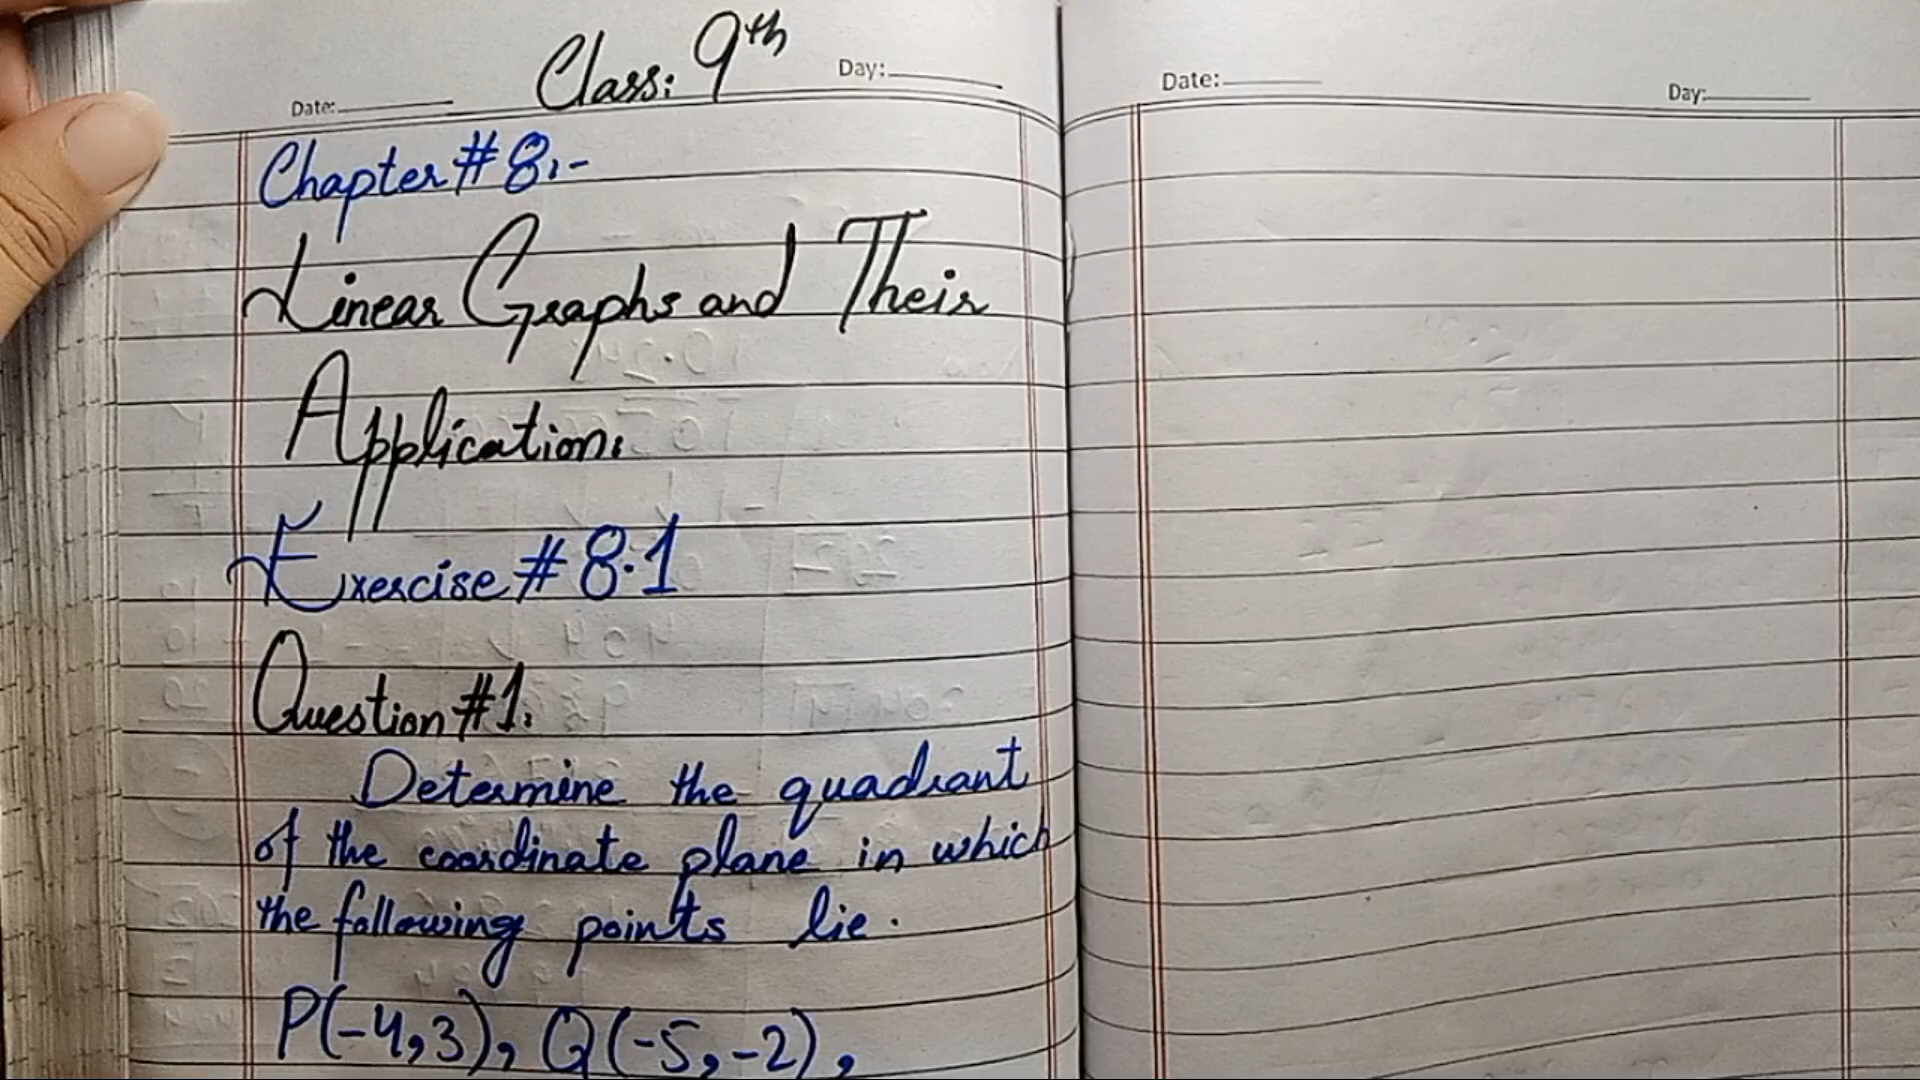 Class: 9th
Date: Day:
Chapter # 8:-
Linear Graphs and Their
Application:
Exercise # 8.1
Question #1:
Determine the quadrant
of the coordinate plane in which
the following points lie.
P(-4,3), Q(-5,-2),
Date: Day: